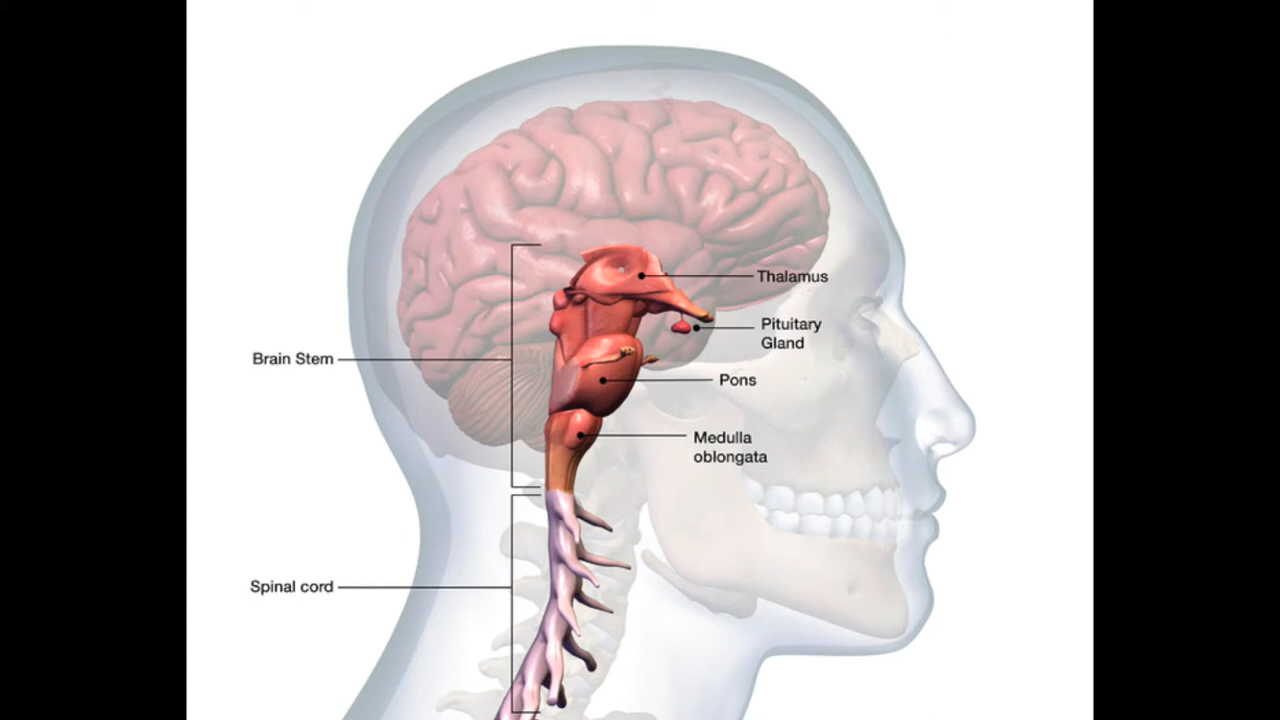 Thalamus
Pituitary
Gland
Brain Stem
Pons
Medulla
oblongata
Spinal cord